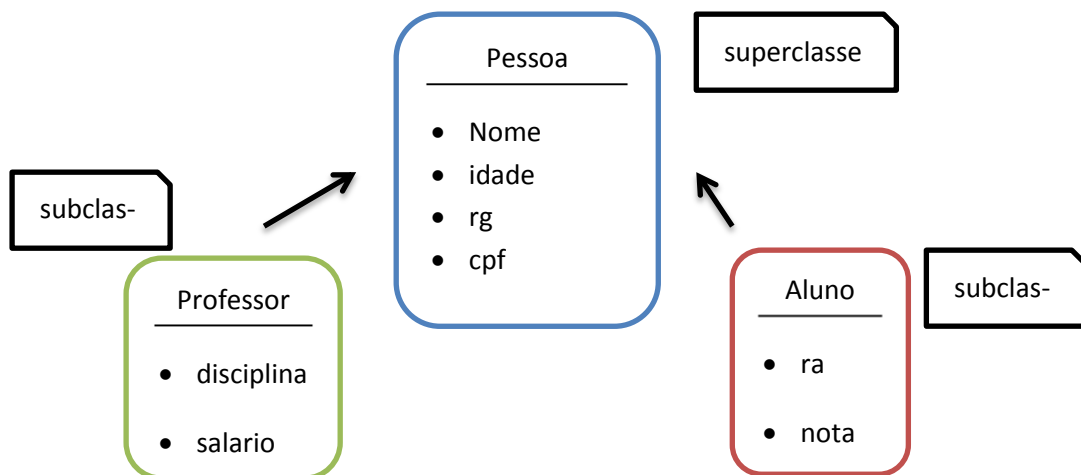 Pessoa
Nome
idade
rg
cpf
superclasse
subclas-
Professor
disciplina
salario
Aluno
ra
nota
subclas-